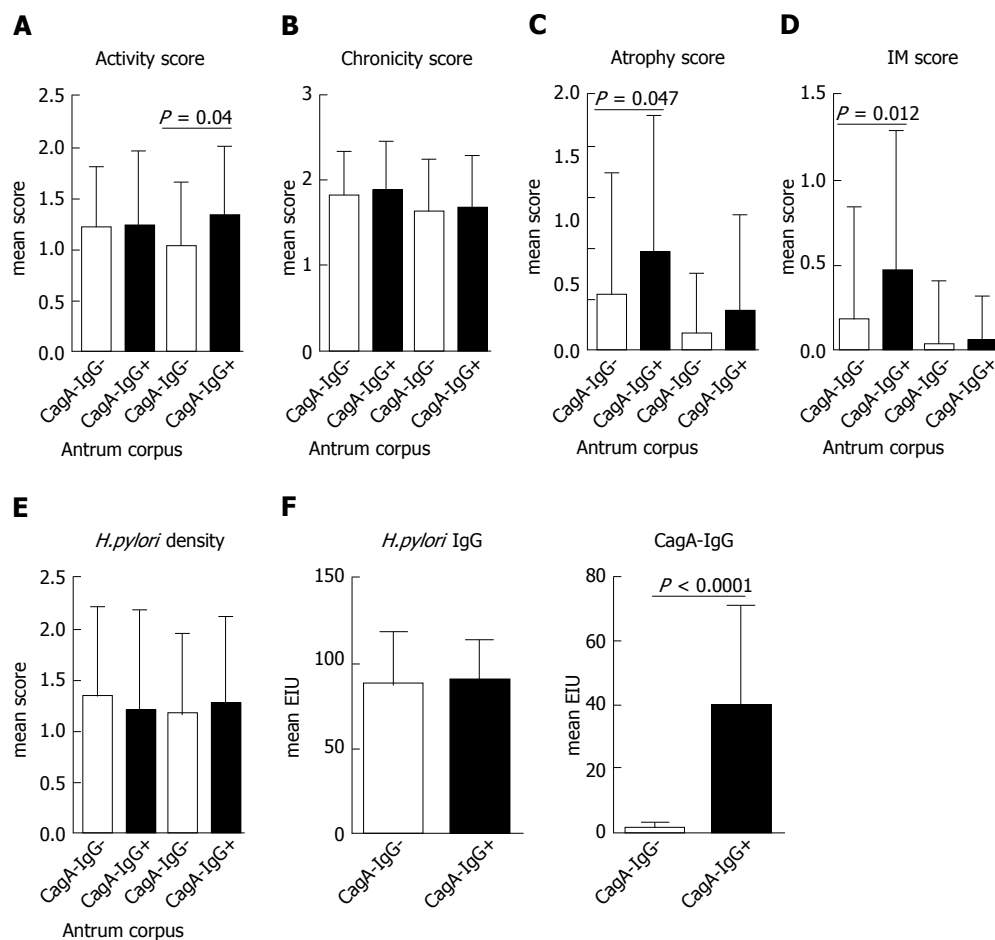 A
Activity score
mean score
2.5
2.0
1.5
1.0
0.5
0.0
P = 0.04
CagA-IgG-
CagA-IgG+
CagA-IgG-
CagA-IgG+
Antrum corpus
B
Chronicity score
mean score
3
2
1
0
CagA-IgG-
CagA-IgG+
CagA-IgG-
CagA-IgG+
Antrum corpus
C
Atrophy score
mean score
2.0
1.5
1.0
0.5
0.0
P = 0.047
CagA-IgG-
CagA-IgG+
CagA-IgG-
CagA-IgG+
Antrum corpus
D
IM score
mean score
1.5
1.0
0.5
0.0
P = 0.012
CagA-IgG-
CagA-IgG+
CagA-IgG-
CagA-IgG+
Antrum corpus
E
H.pylori density
mean score
2.5
2.0
1.5
1.0
0.5
0.0
CagA-IgG-
CagA-IgG+
CagA-IgG-
CagA-IgG+
Antrum corpus
F
H.pylori IgG
mean EIU
150
100
50
0
CagA-IgG-
CagA-IgG+
CagA-IgG
mean EIU
80
60
40
20
0
P < 0.0001
CagA-IgG-
CagA-IgG+